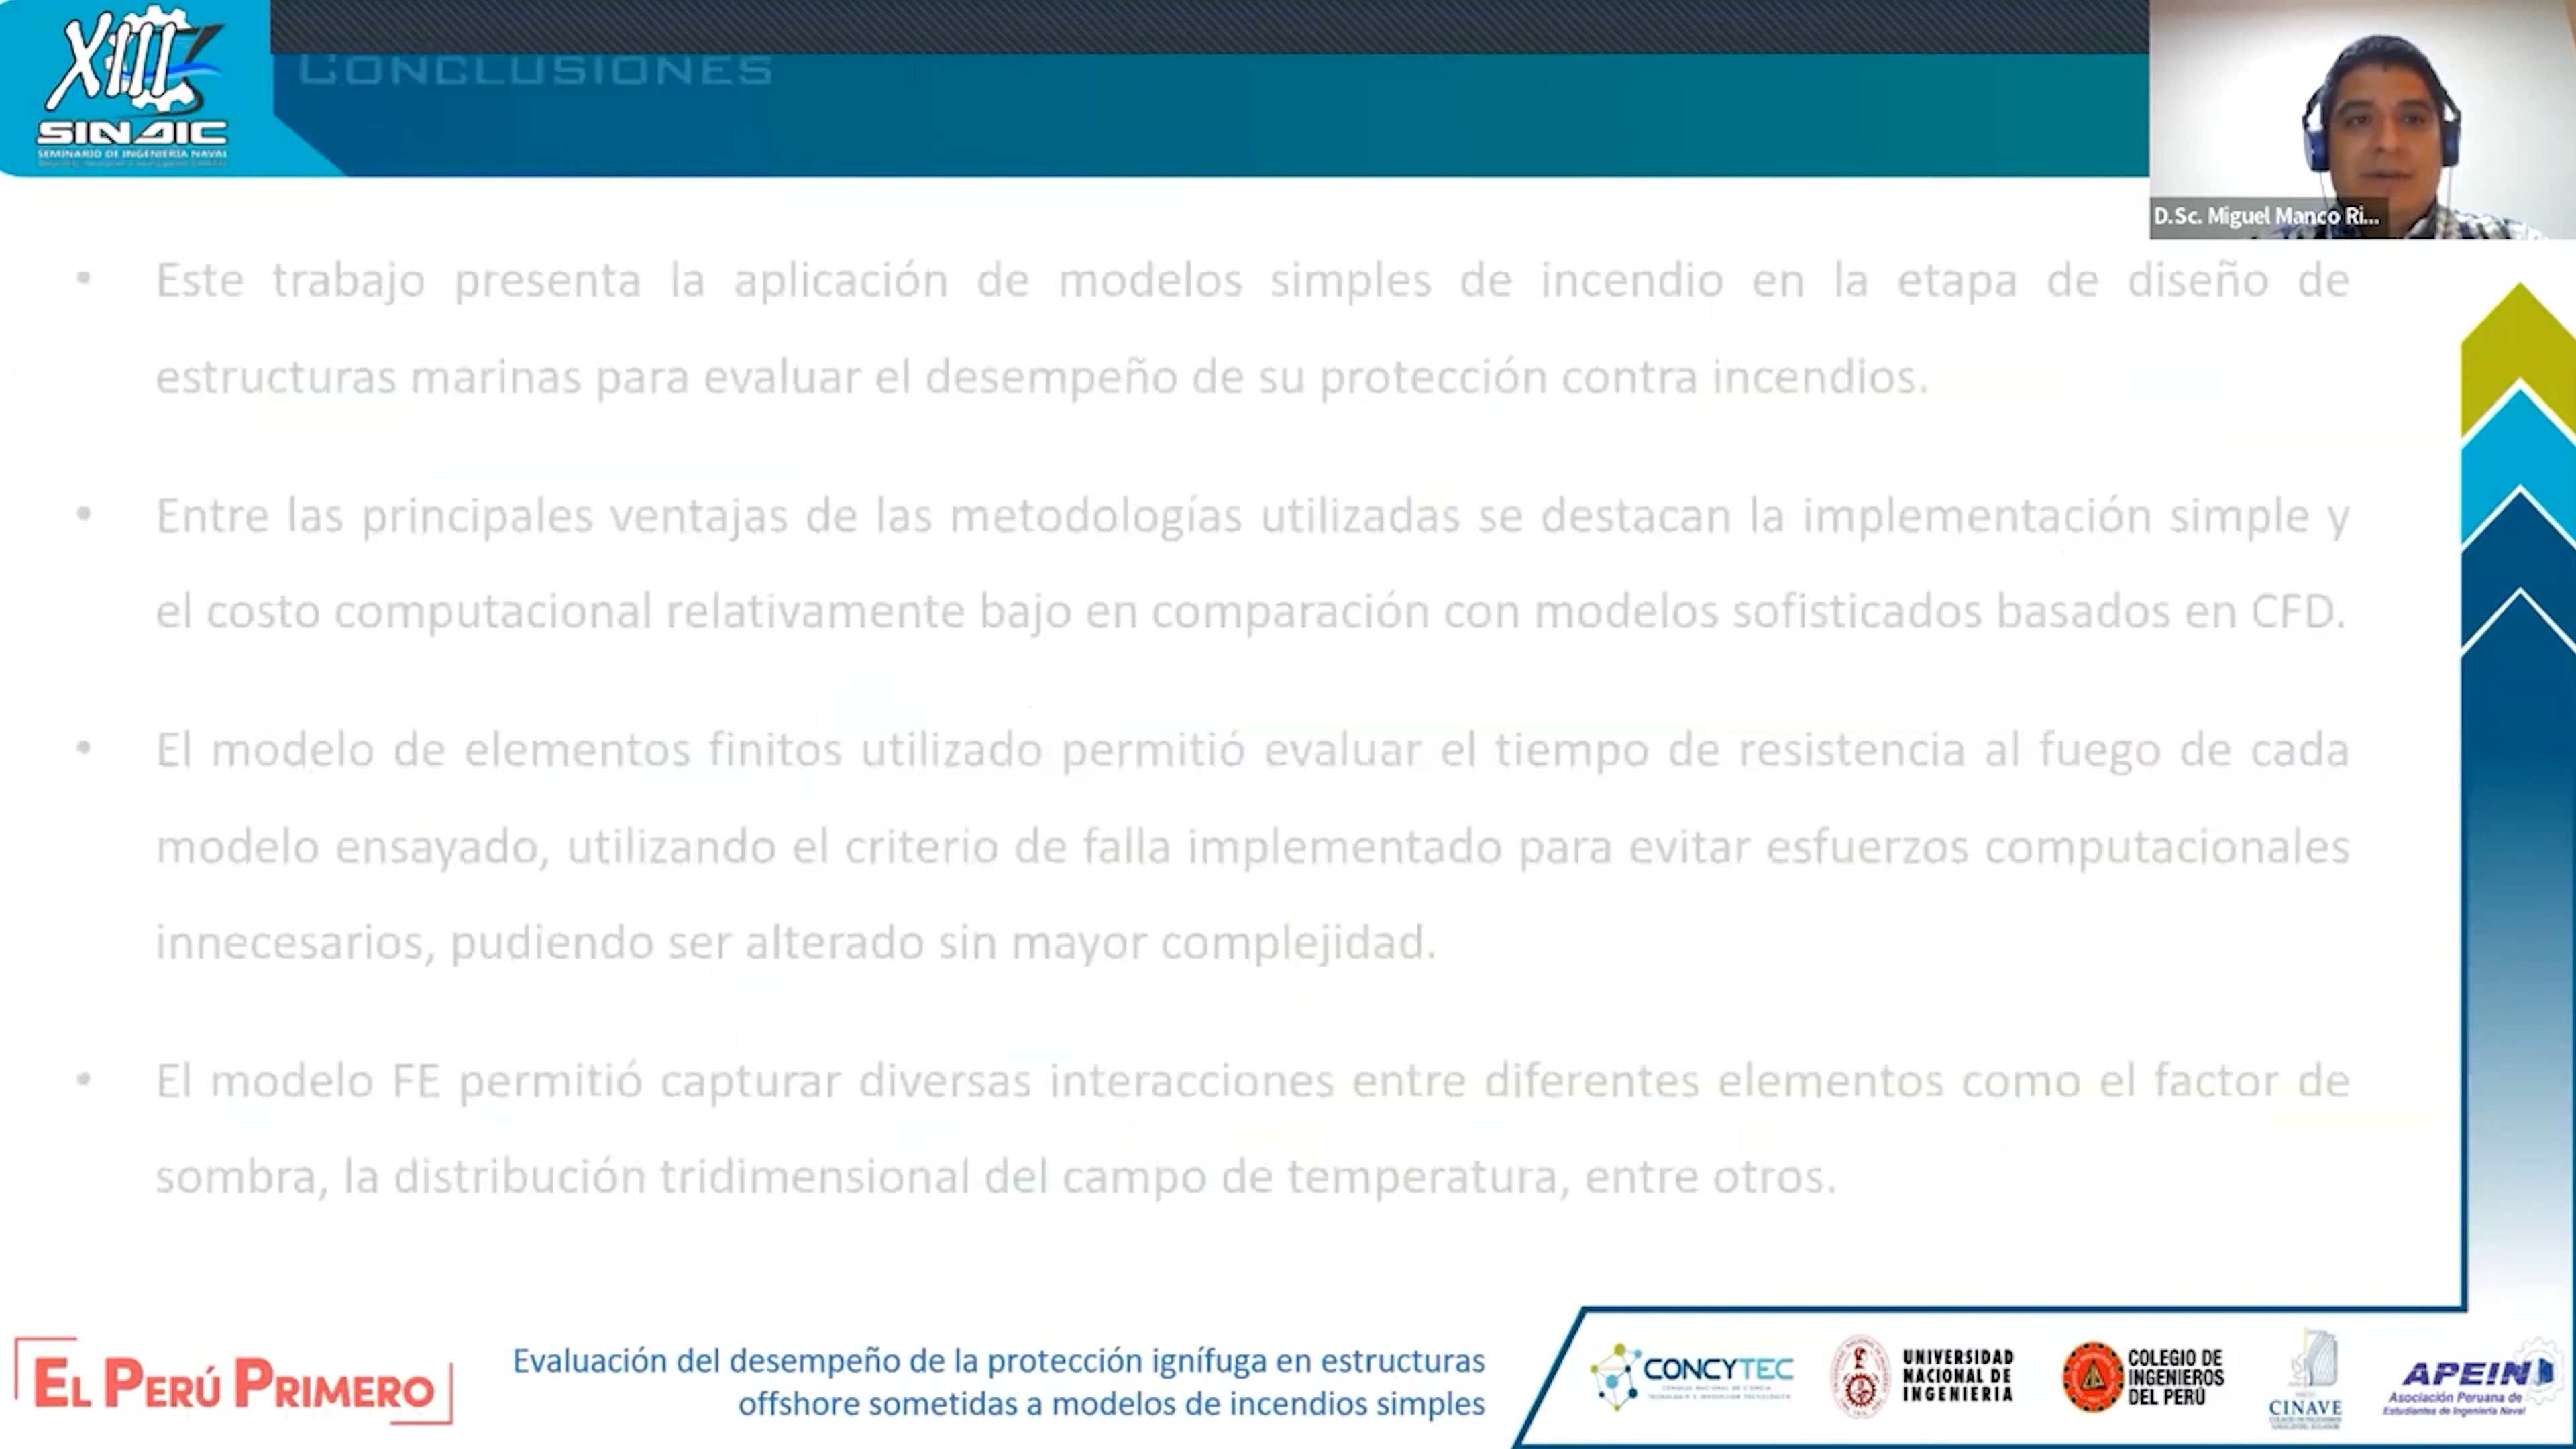 XIII
SINAIC
SEMINARIO DE INGENIERÍA NAVAL
CONCLUSIONES
D.Sc. Miguel Manco Ri...
• Este trabajo presenta la aplicación de modelos simples de incendio en la etapa de diseño de
estructuras marinas para evaluar el desempeño de su protección contra incendios.
• Entre las principales ventajas de las metodologías utilizadas se destacan la implementación simple y
el costo computacional relativamente bajo en comparación con modelos sofisticados basados en CFD.
• El modelo de elementos finitos utilizado permitió evaluar el tiempo de resistencia al fuego de cada
modelo ensayado, utilizando el criterio de falla implementado para evitar esfuerzos computacionales
innecesarios, pudiendo ser alterado sin mayor complejidad.
• El modelo FE permitió capturar diversas interacciones entre diferentes elementos como el factor de
sombra, la distribución tridimensional del campo de temperatura, entre otros.
EL PERÚ PRIMERO
Evaluación del desempeño de la protección ignífuga en estructuras
offshore sometidas a modelos de incendios simples
CONCYTEC
UNIVERSIDAD
NACIONAL DE
INGENIERIA
COLEGIO DE
INGENIEROS
DEL PERÚ
CINAVE
APEIN
Asociación Peruana de
Estudiantes de Ingeniería Naval